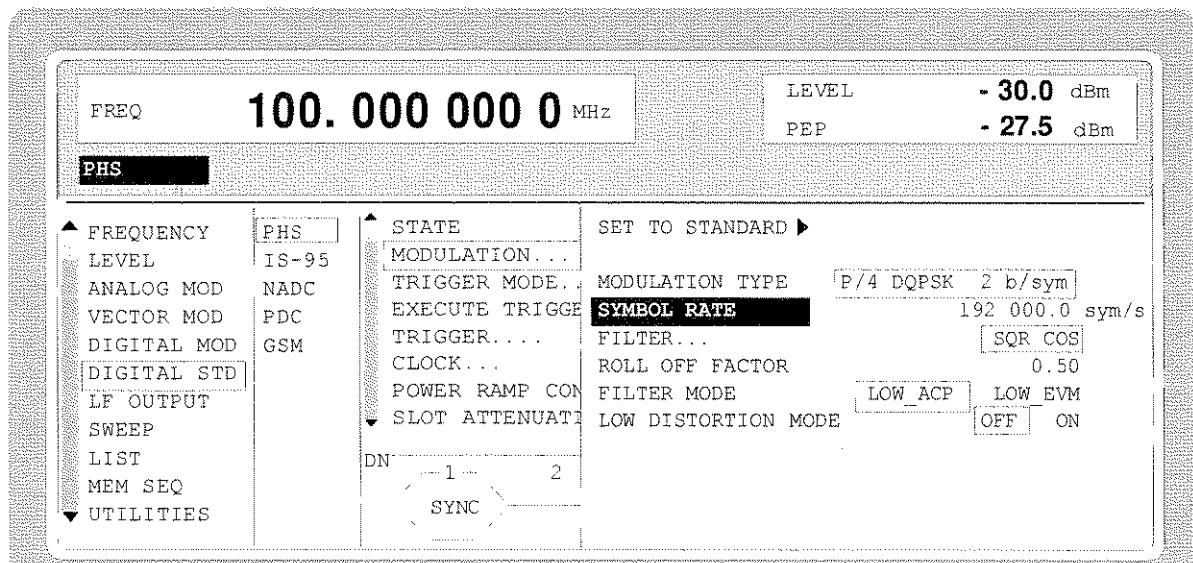 FREQ 100. 000 000 0 MHz
LEVEL - 30.0 dBm
PEP - 27.5 dBm
PHS
FREQUENCY
LEVEL
ANALOG MOD
VECTOR MOD
DIGITAL MOD
DIGITAL STD
LF OUTPUT
SWEEP
LIST
MEM SEQ
UTILITIES
PHS
IS-95
NADC
PDC
GSM
STATE
MODULATION...
TRIGGER MODE..
EXECUTE TRIGGE
TRIGGER....
CLOCK...
POWER RAMP CON
SLOT ATTENUATI
DN 1 2
SYNC
SET TO STANDARD
MODULATION TYPE P/4 DQPSK 2 b/sym
SYMBOL RATE 192 000.0 sym/s
FILTER... SQR COS
ROLL OFF FACTOR 0.50
FILTER MODE LOW_ACP LOW_EVM
LOW DISTORTION MODE OFF ON